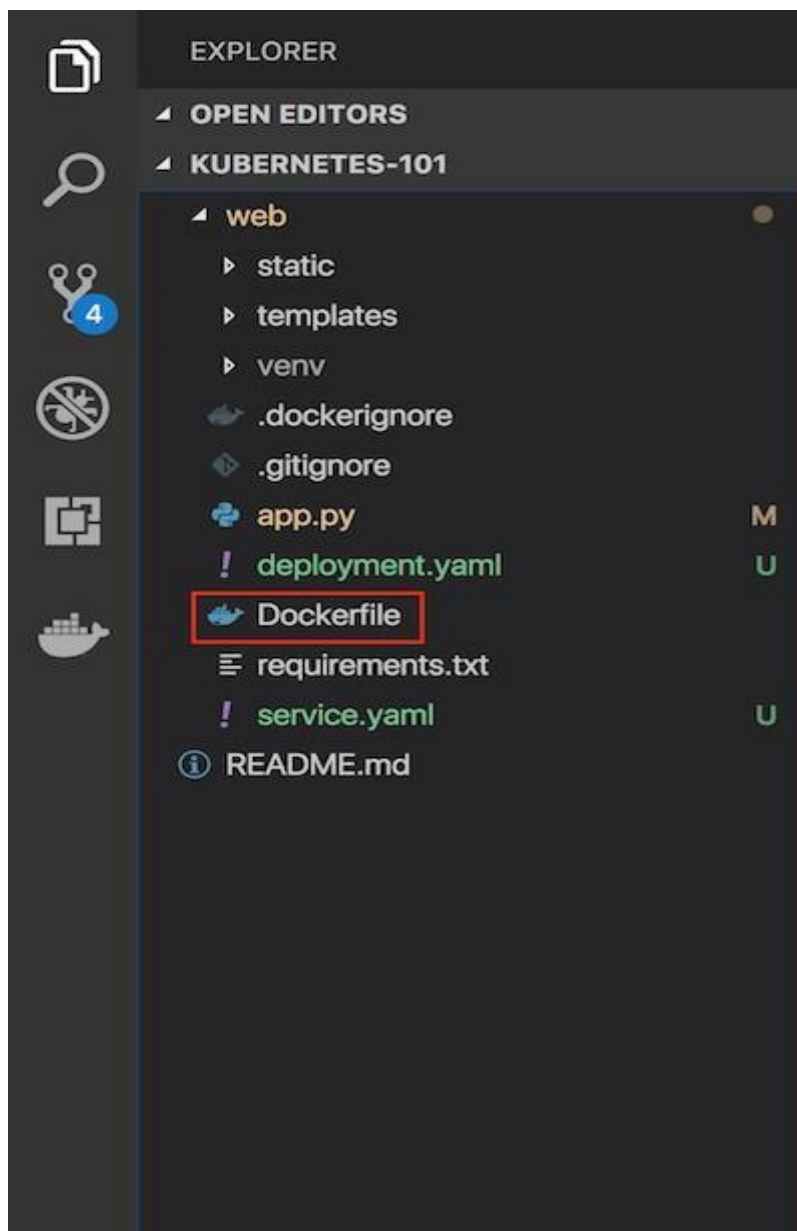 EXPLORER
OPEN EDITORS
KUBERNETES-101
web
static
templates
4
venv
.dockerignore
.gitignore
app.py M
deployment.yaml U
Dockerfile
requirements.txt
service.yaml U
README.md